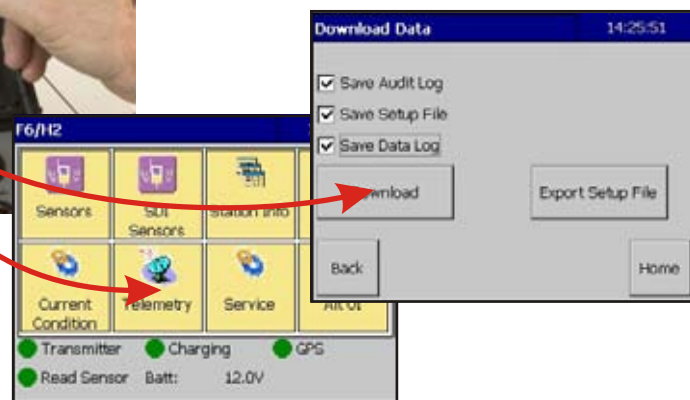 Download Data 14:25:51
Save Audit Log
Save Setup File
Save Data Log
Export Setup File
Back Home
F6/H2
Sensors SDI Sensors Station Info
Current Condition Telemetry Service
Transmitter Charging GPS
Read Sensor Batt: 12.0V